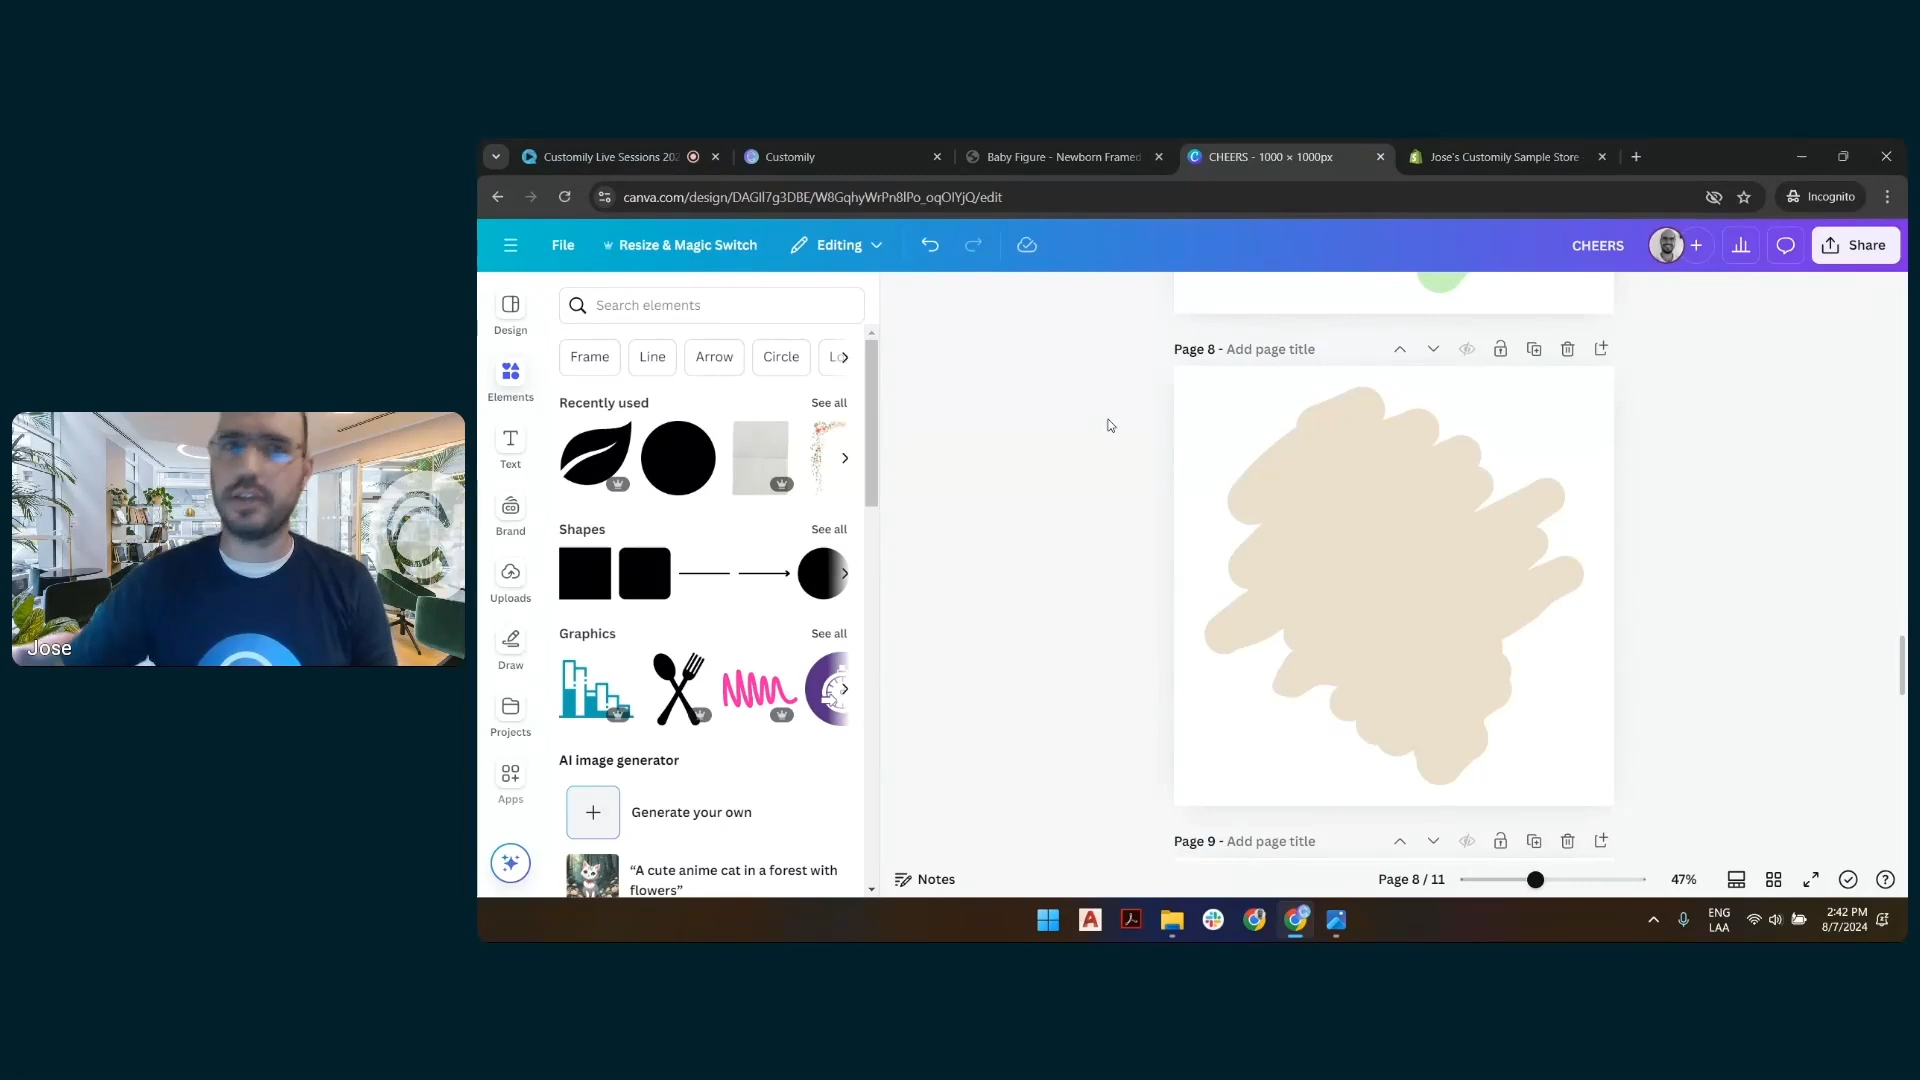 Customily Live Sessions 202
Customily
Baby Figure - Newborn Framed
CHEERS - 1000 × 1000px
Jose's Customily Sample Store
canva.com/design/DAGIl7g3DBE/W8GqhyWrPn8lPo_oqOlYjQ/edit
Incognito
File
Resize & Magic Switch
Editing
CHEERS
Share
Design
Elements
Text
Brand
Uploads
Draw
Projects
Apps
Search elements
Frame
Line
Arrow
Circle
Recently used
See all
Shapes
See all
Graphics
See all
AI image generator
Generate your own
“A cute anime cat in a forest with
flowers”
Page 8 - Add page title
Page 9 - Add page title
Notes
Page 8 / 11
47%
Jose
ENG
LAA
2:42 PM
8/7/2024